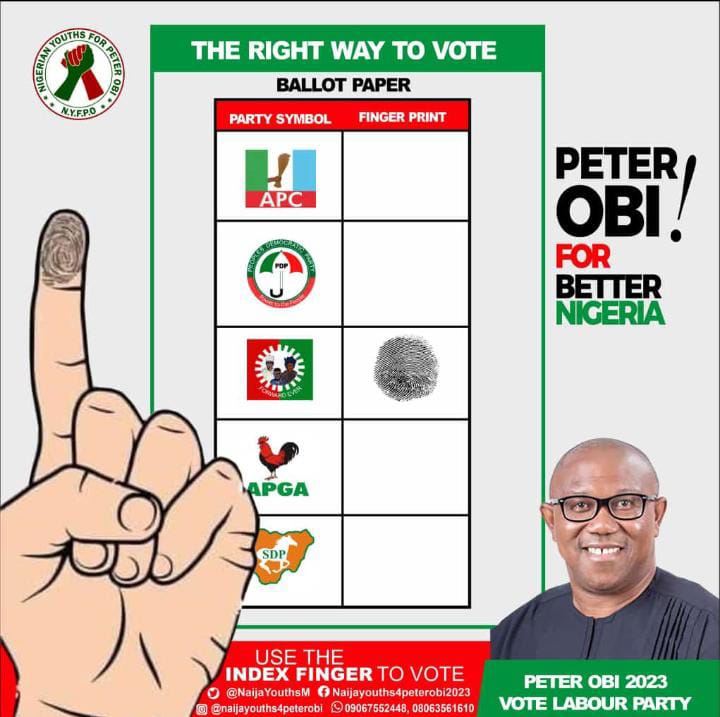 NIGERIAN YOUTHS FOR PETER OBI
N.Y.F.P.O
THE RIGHT WAY TO VOTE
BALLOT PAPER
PARTY SYMBOL FINGER PRINT
APC
PEOPLES DEMOCRATIC PARTY
PDP
Power to the People
FORWARD EVER
APGA
SDP
PETER
OBI!
FOR
BETTER
NIGERIA
USE THE
INDEX FINGER TO VOTE
@NaijaYouthsM Naijayouths4peterobi2023
@naijayouths4peterobi 09067552448, 08063561610
PETER OBI 2023
VOTE LABOUR PARTY